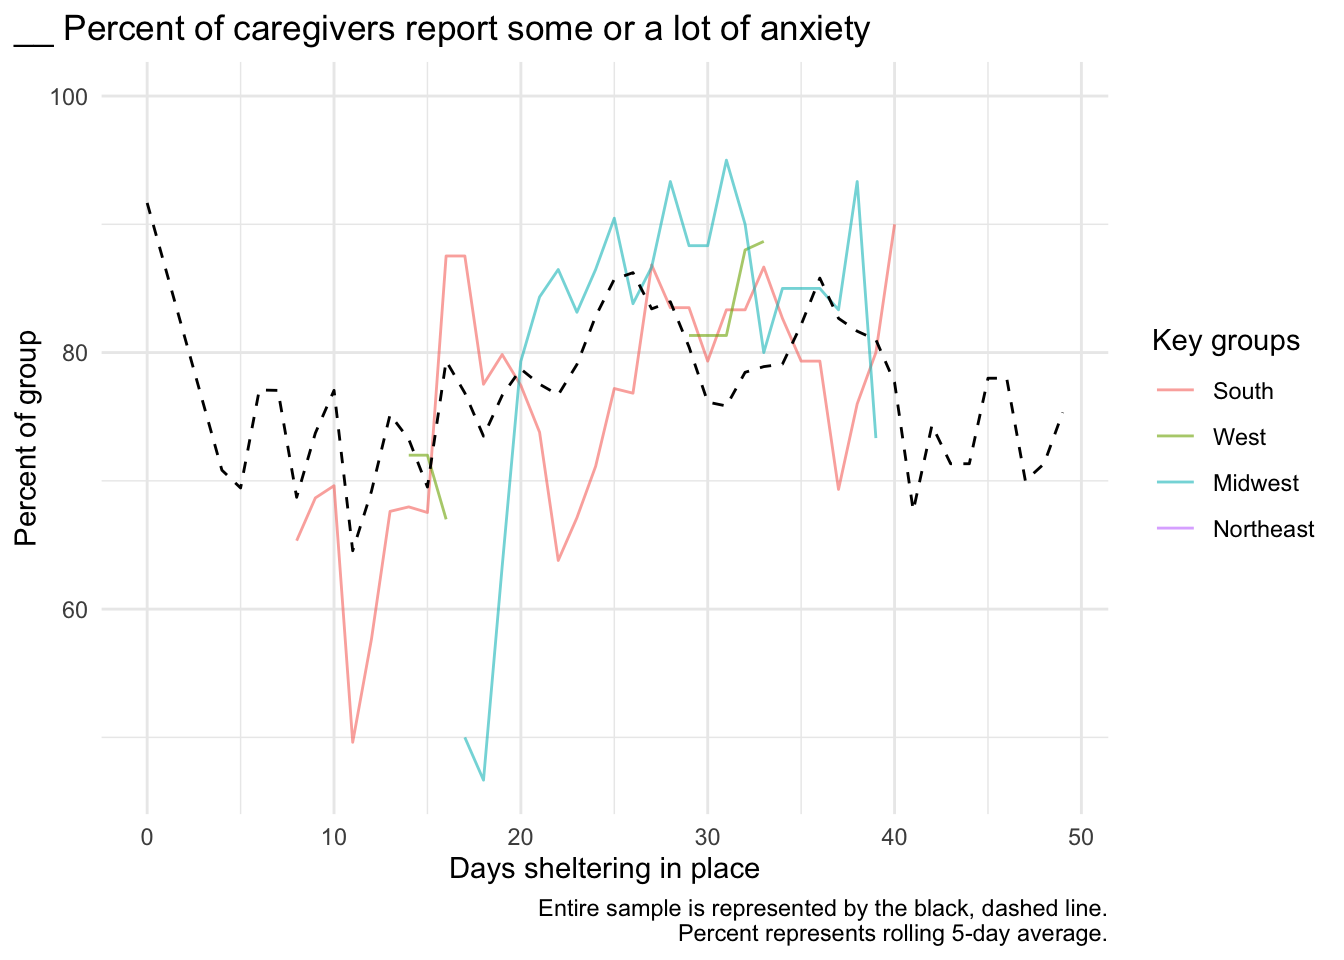 __ Percent of caregivers report some or a lot of anxiety
100
80
60
Percent of group
0 10 20 30 40 50
Days sheltering in place
Key groups
South
West
Midwest
Northeast
Entire sample is represented by the black, dashed line.
Percent represents rolling 5-day average.